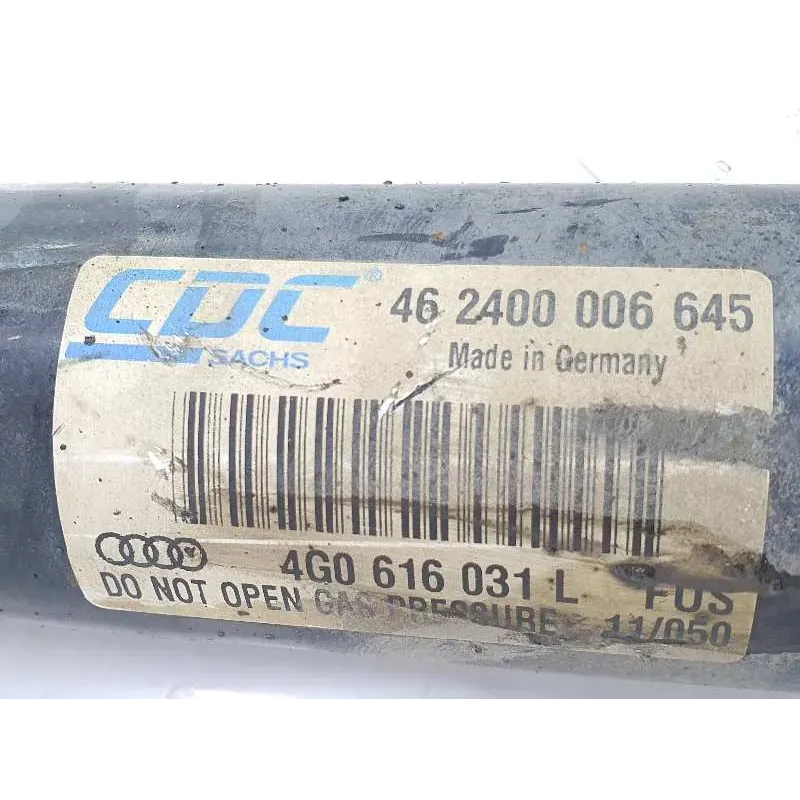 CDC®
SACHS
46 2400 006 645
Made in Germany
4G0 616 031 L FOS
DO NOT OPEN GAS PRESSURE 11/050